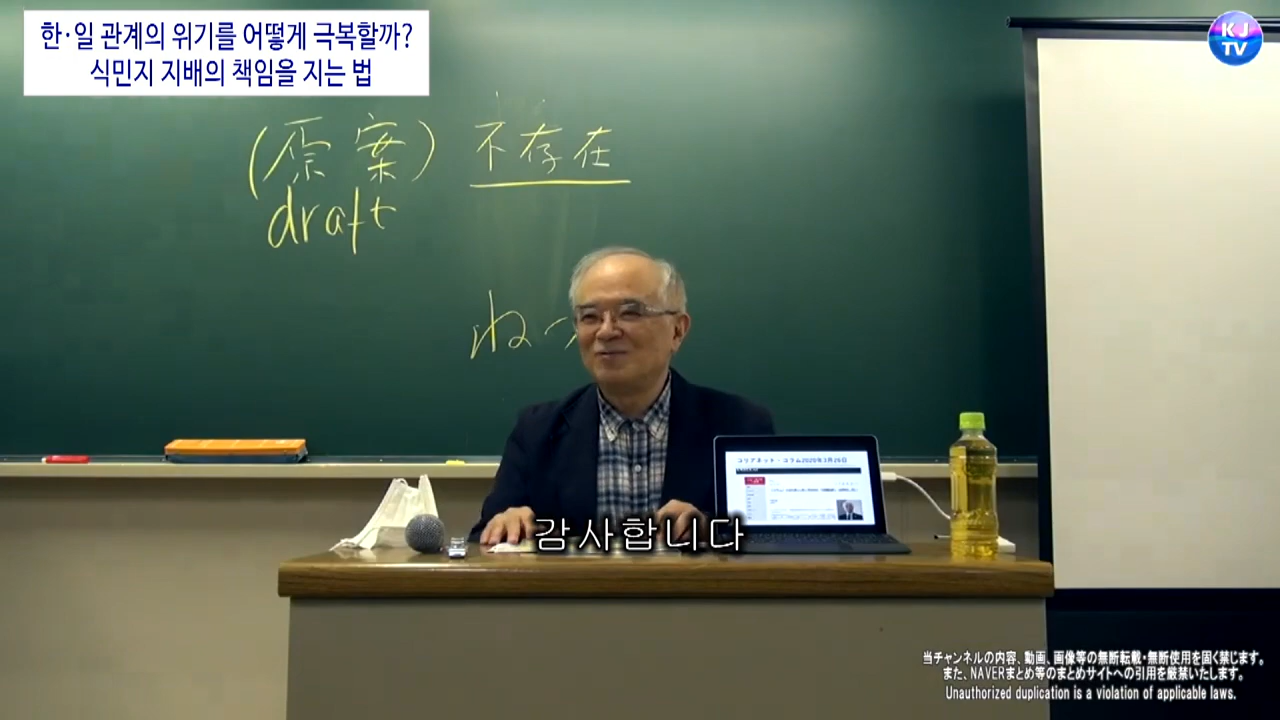 한·일 관계의 위기를 어떻게 극복할까?
식민지 지배의 책임을 지는 법
KJ
TV
(原案) 不存在
draft
コリアネット・コラム2020年3月26日
감사합니다
当チャンネルの内容、動画、画像等の無断転載・無断使用を固く禁じます。
また、NAVERまとめ等のまとめサイトへの引用を厳禁いたします。
Unauthorized duplication is a violation of applicable laws.